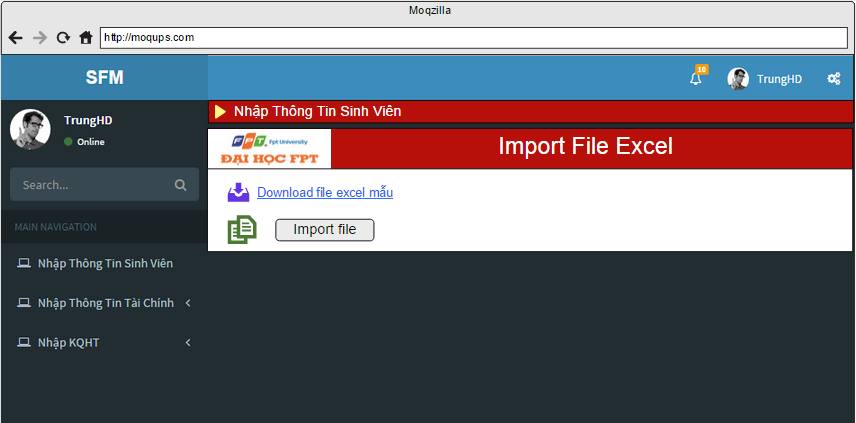 Moqzilla
http://moqups.com
SFM
10
TrungHD
TrungHD
Online
Search...
MAIN NAVIGATION
Nhập Thông Tin Sinh Viên
Nhập Thông Tin Tài Chính
Nhập KQHT
Nhập Thông Tin Sinh Viên
FPT. Fpt University
ĐẠI HỌC FPT
Import File Excel
Download file excel mẫu
Import file